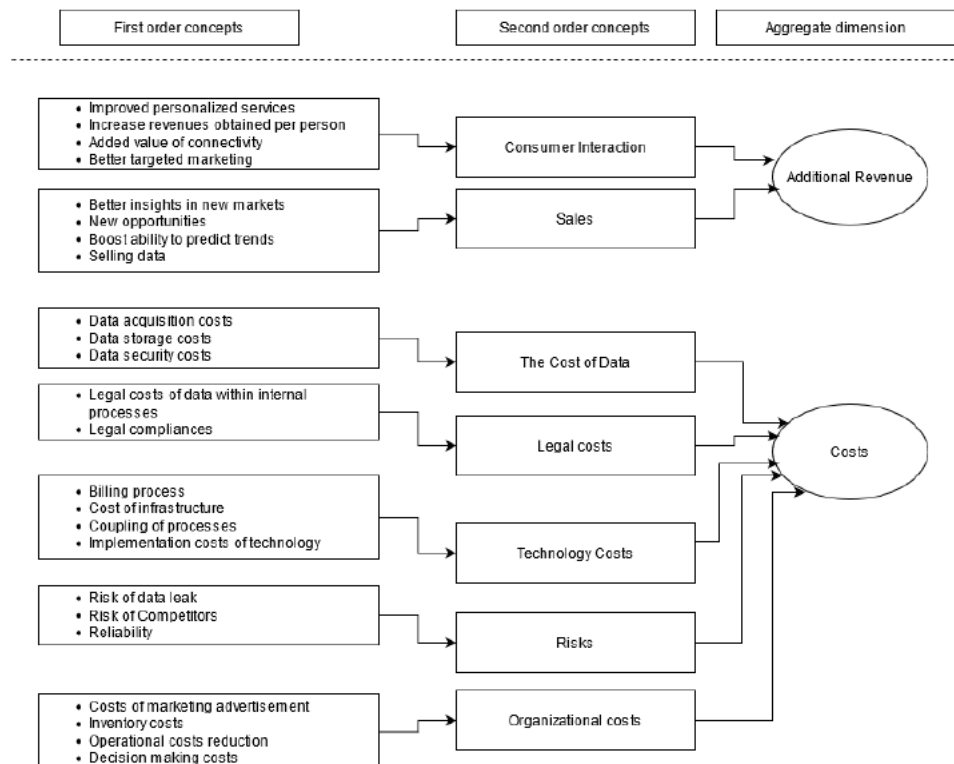 First order concepts
Second order concepts
Aggregate dimension
• Improved personalized services
• Increase revenues obtained per person
• Added value of connectivity
• Better targeted marketing
Consumer Interaction
Additional Revenue
• Better insights in new markets
• New opportunities
• Boost ability to predict trends
• Selling data
Sales
• Data acquisition costs
• Data storage costs
• Data security costs
The Cost of Data
• Legal costs of data within internal
processes
• Legal compliances
Legal costs
Costs
• Billing process
• Cost of infrastructure
• Coupling of processes
• Implementation costs of technology
Technology Costs
• Risk of data leak
• Risk of Competitors
• Reliability
Risks
• Costs of marketing advertisement
• Inventory costs
• Operational costs reduction
• Decision making costs
Organizational costs